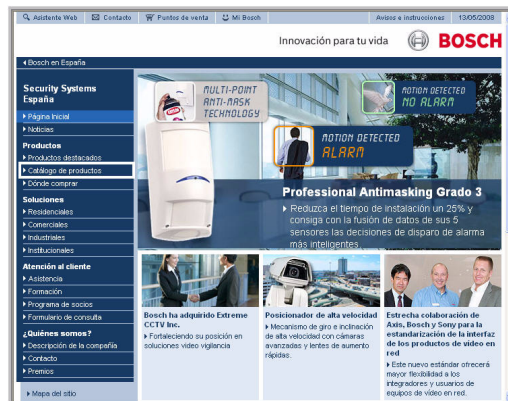 Asistente Web Contacto Puntos de venta Mi Bosch Avisos e instrucciones 13/05/2008
Innovación para tu vida BOSCH
Bosch en España
Security Systems
España
Página Inicial
Noticias
Productos
Productos destacados
Catálogo de productos
Dónde comprar
Soluciones
Residenciales
Comerciales
Industriales
Institucionales
Atención al cliente
Asistencia
Formación
Programa de socios
Formulario de consulta
¿Quiénes somos?
Descripción de la compañía
Contacto
Premios
Mapa del sitio
MULTI-POINT
ANTI-MASK
TECHNOLOGY
MOTION DETECTED
NO ALARM
MOTION DETECTED
ALARM
Professional Antimasking Grado 3
Reduzca el tiempo de instalación un 25% y
consiga con la fusión de datos de sus 5
sensores las decisiones de disparo de alarma
más inteligentes.
Bosch ha adquirido Extreme
CCTV Inc.
Fortaleciendo su posición en
soluciones video vigilancia
Posicionador de alta velocidad
Mecanismo de giro e inclinación
de alta velocidad con cámaras
avanzadas y lentes de aumento
rápidas.
Estrecha colaboración de
Axis, Bosch y Sony para la
estandarización de la interfaz
de los productos de video en
red
Este nuevo estándar ofrecerá
mayor flexibilidad a los
integradores y usuarios de
equipos de vídeo en red.